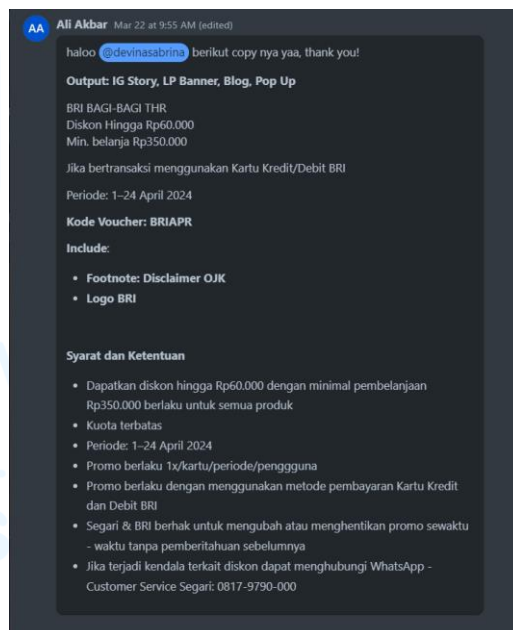 AA
Ali Akbar Mar 22 at 9:55 AM (edited)
haloo @devinasabrina berikut copy nya yaa, thank you!
Output: IG Story, LP Banner, Blog, Pop Up
BRI BAGI-BAGI THR
Diskon Hingga Rp60.000
Min. belanja Rp350.000
Jika bertransaksi menggunakan Kartu Kredit/Debit BRI
Periode: 1–24 April 2024
Kode Voucher: BRIAPR
Include:
• Footnote: Disclaimer OJK
• Logo BRI
Syarat dan Ketentuan
• Dapatkan diskon hingga Rp60.000 dengan minimal pembelanjaan
Rp350.000 berlaku untuk semua produk
• Kuota terbatas
• Periode: 1–24 April 2024
• Promo berlaku 1x/kartu/periode/penggguna
• Promo berlaku dengan menggunakan metode pembayaran Kartu Kredit
dan Debit BRI
• Segari & BRI berhak untuk mengubah atau menghentikan promo sewaktu
- waktu tanpa pemberitahuan sebelumnya
• Jika terjadi kendala terkait diskon dapat menghubungi WhatsApp -
Customer Service Segari: 0817-9790-000